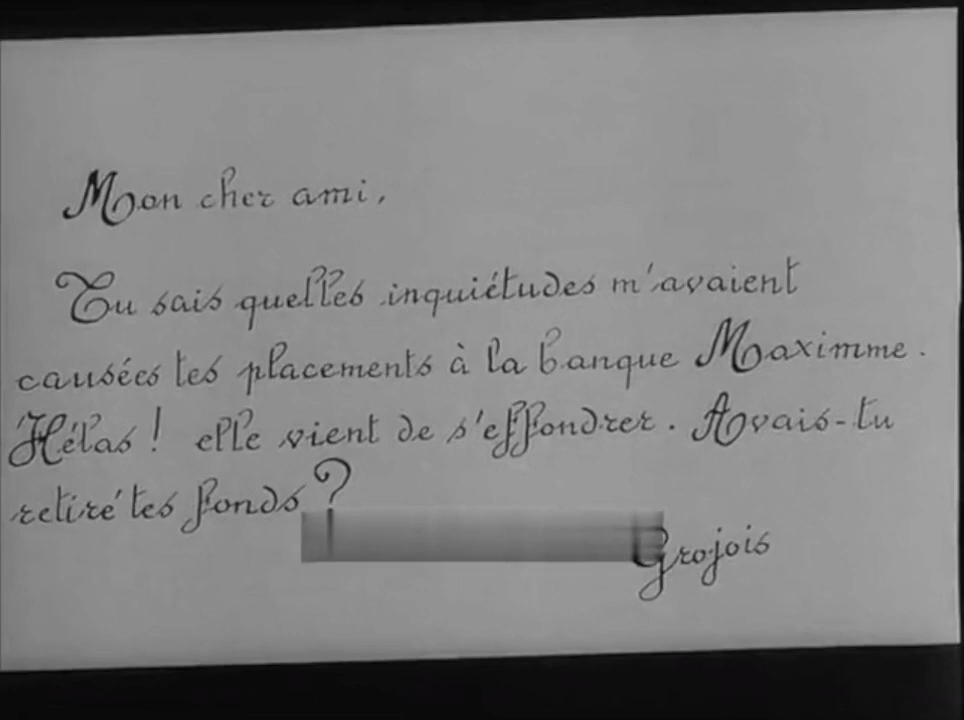 Mon cher ami,
Tu sais quelles inquiétudes m'avaient
causées tes placements à la banque Maximme.
Hélas ! elle vient de s'effondrer. Avais-tu
retiré tes fonds ?
Grojois